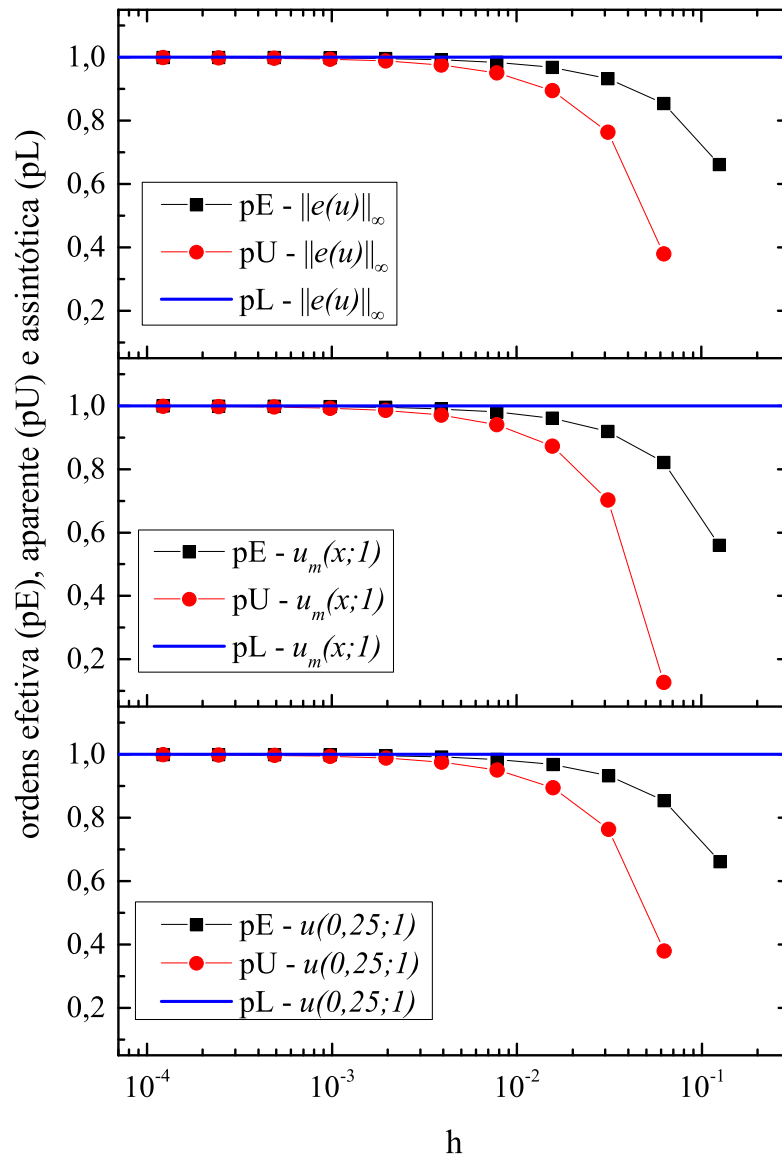 ordens efetiva (pE), aparente (pU) e assintótica (pL)
1,0
0,8
0,6
0,4
0,2
pE - ||e(u)||∞
pU - ||e(u)||∞
pL - ||e(u)||∞
1,0
0,8
0,6
0,4
0,2
pE - u_m(x;1)
pU - u_m(x;1)
pL - u_m(x;1)
1,0
0,8
0,6
0,4
0,2
pE - u(0,25;1)
pU - u(0,25;1)
pL - u(0,25;1)
10⁻⁴ 10⁻³ 10⁻² 10⁻¹
h